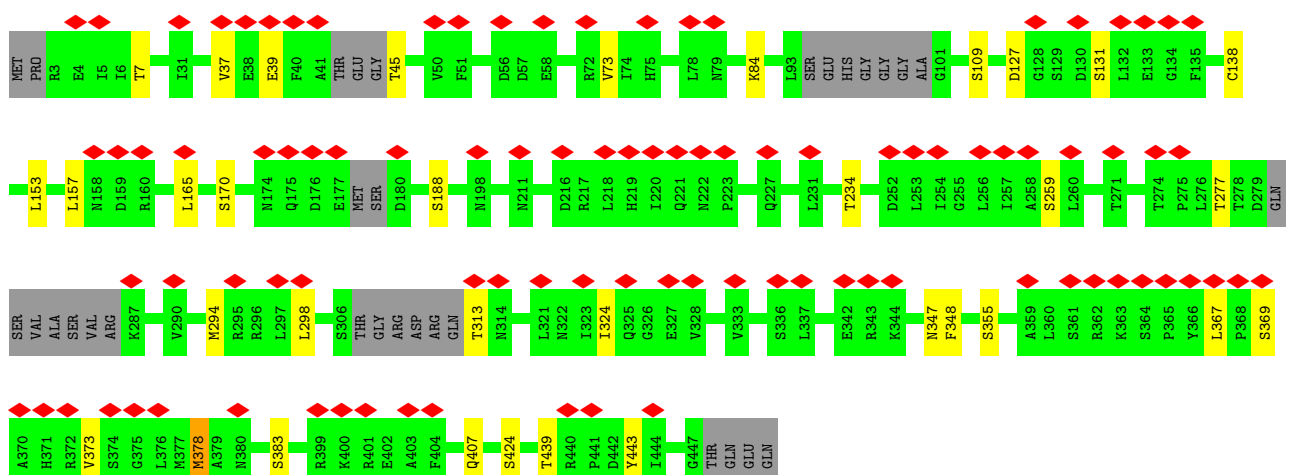 MET PRO R3 E4 I5 I6 T7 I31 V37 E38 E39 F40 A41 THR GLU GLY T45 V50 F51 D56 D57 E58 R72 V73 I74 H75 L78 N79 K84 L93 SER GLU HIS GLY GLY GLY ALA G101 S109 D127 G128 S129 D130 S131 L132 E133 G134 F135 C138
L153 L157 N158 D159 R160 L165 S170 N174 Q175 D176 E177 MET SER D180 S188 N198 N211 D216 R217 L218 H219 I220 Q221 N222 P223 Q227 L231 T234 D252 L253 I254 G255 L256 I257 A258 S259 L260 T271 T274 P275 L276 T277 T278 D279 GLN
SER VAL ALA SER VAL ARG K287 V290 M294 R295 R296 L297 L298 S306 THR GLY ARG ASP ARG GLN T313 N314 L321 N322 I323 I324 Q325 G326 E327 V328 V333 S336 L337 E342 R343 K344 N347 F348 S355 A359 L360 S361 R362 K363 S364 P365 Y366 L367 P368 S369
A370 H371 R372 V373 S374 G375 L376 M377 M378 A379 N380 S383 R399 K400 R401 E402 A403 F404 Q407 S424 T439 R440 P441 D442 Y443 I444 G447 THR GLN GLU GLN